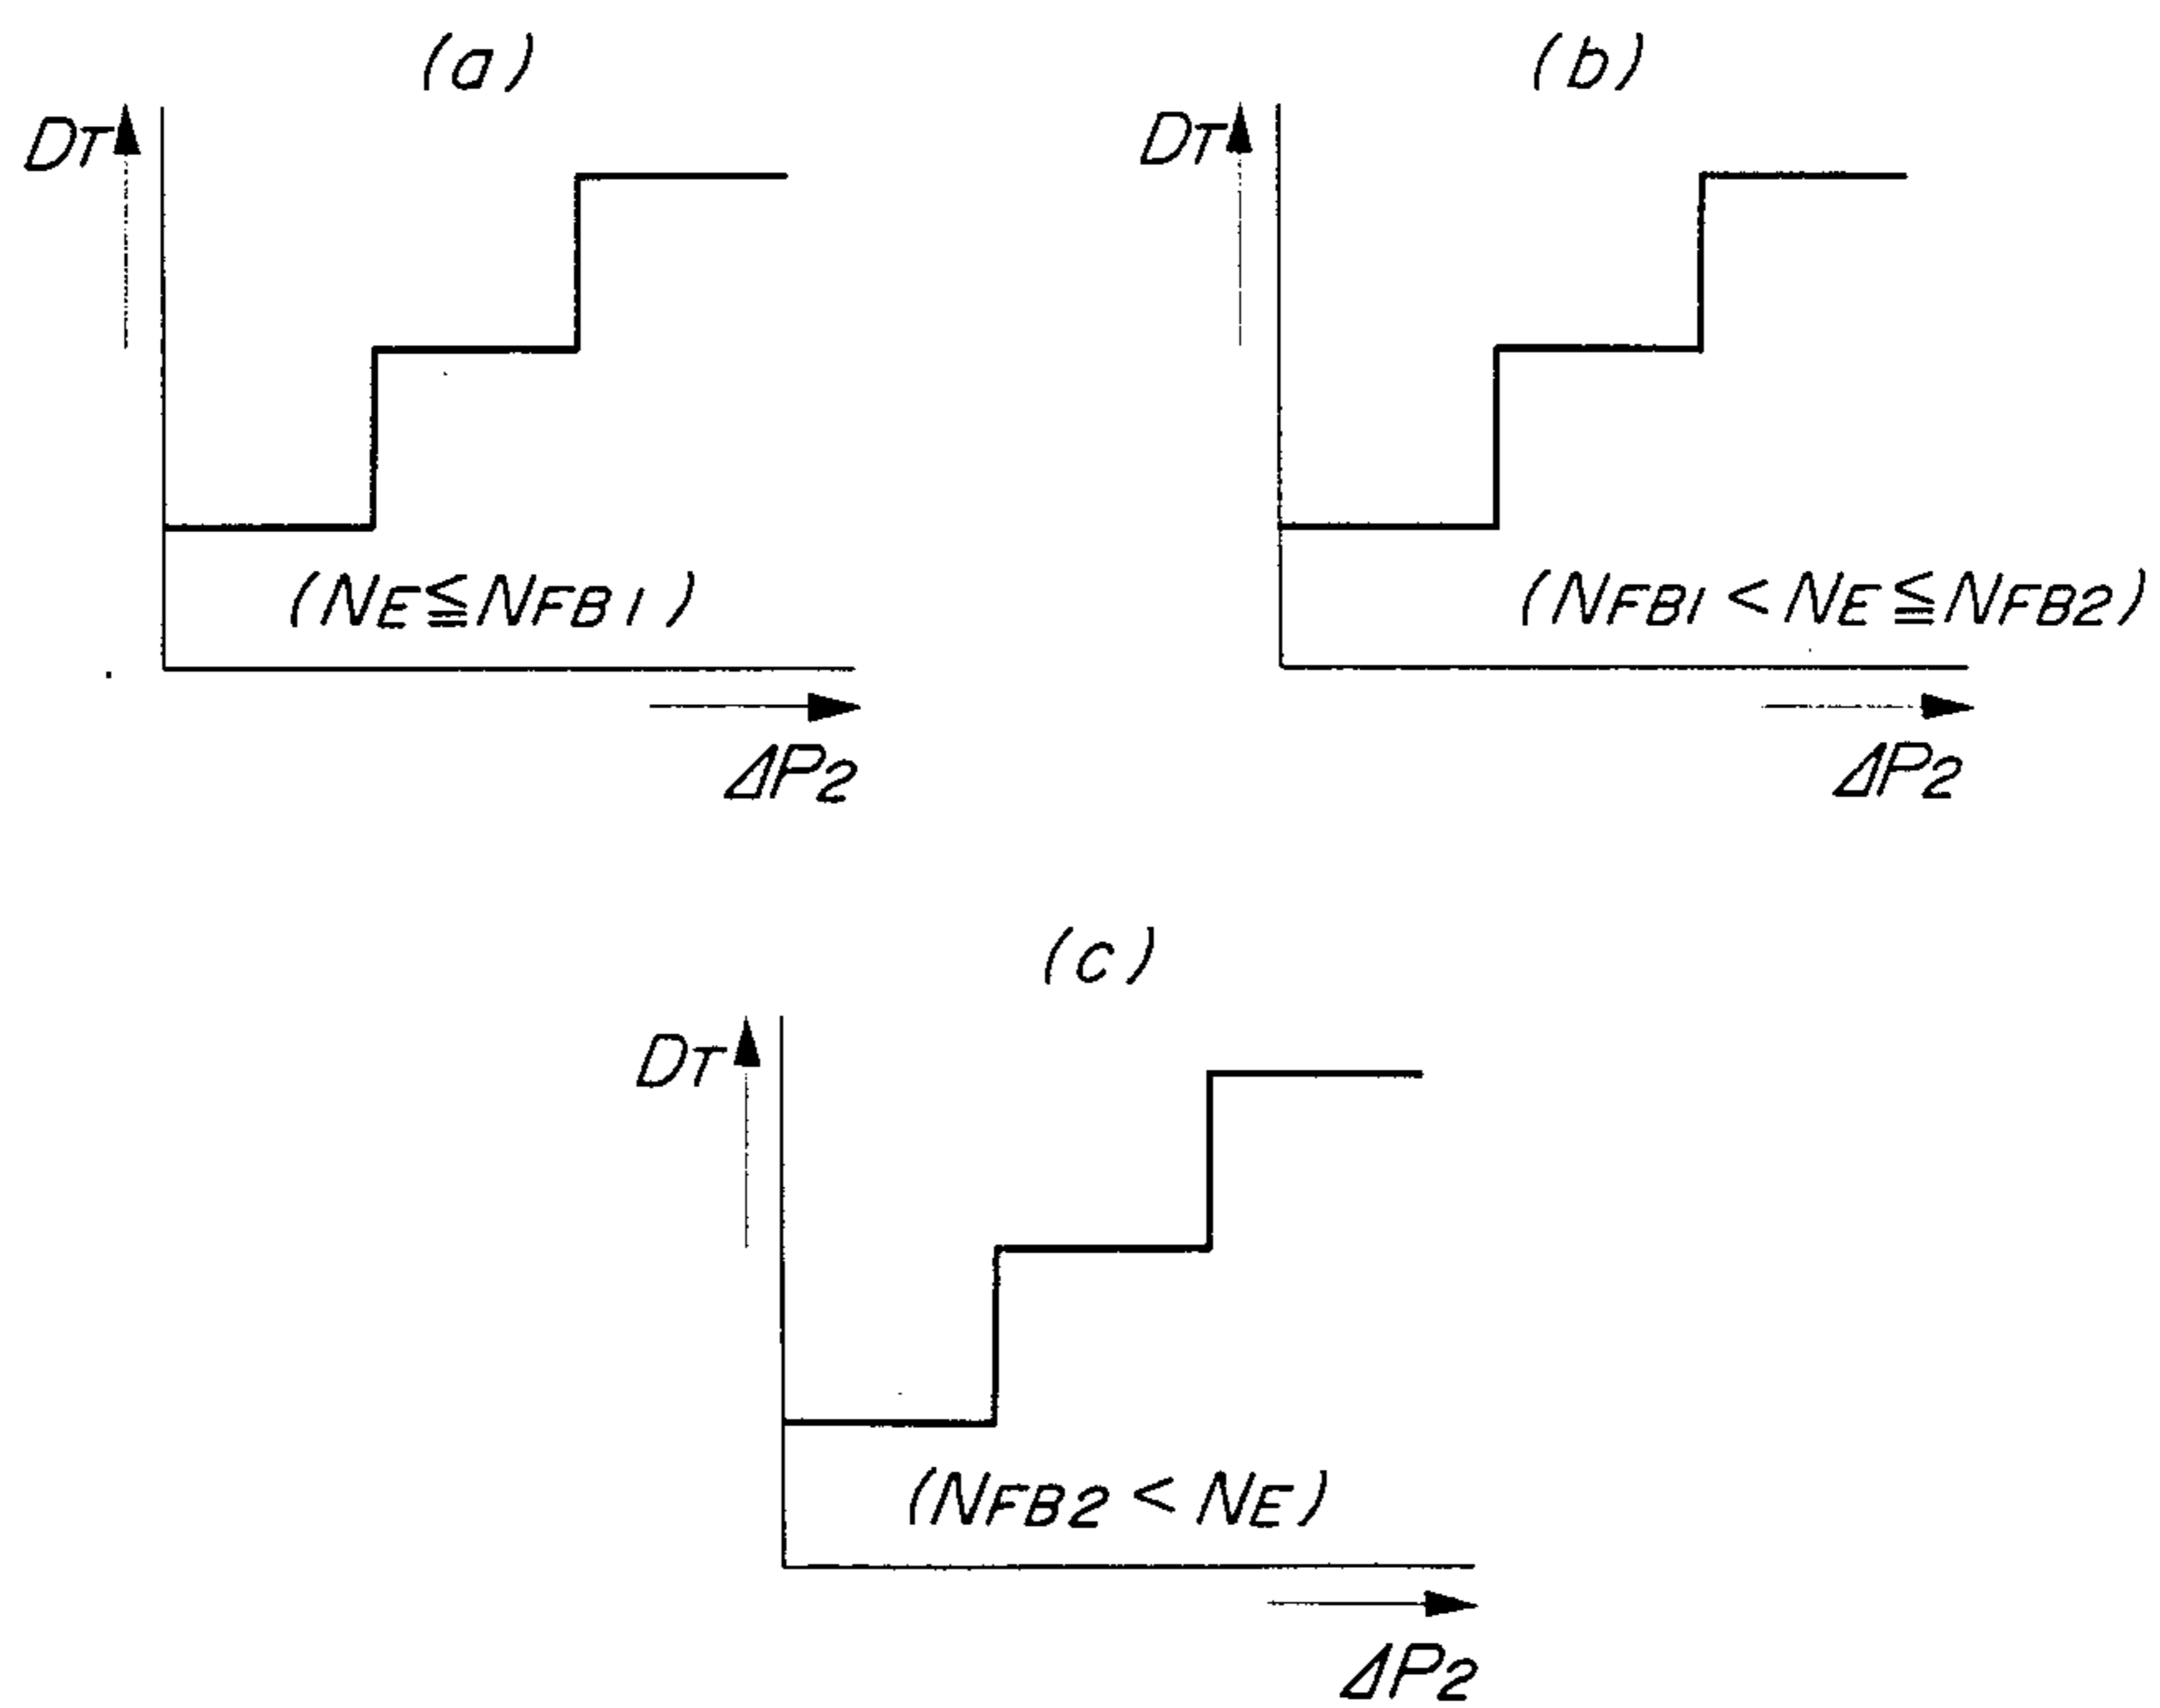 (a)
DT
(NE≦NFB1)
ΔP2
(b)
DT
(NFB1<NE≦NFB2)
ΔP2
(c)
DT
(NFB2<NE)
ΔP2